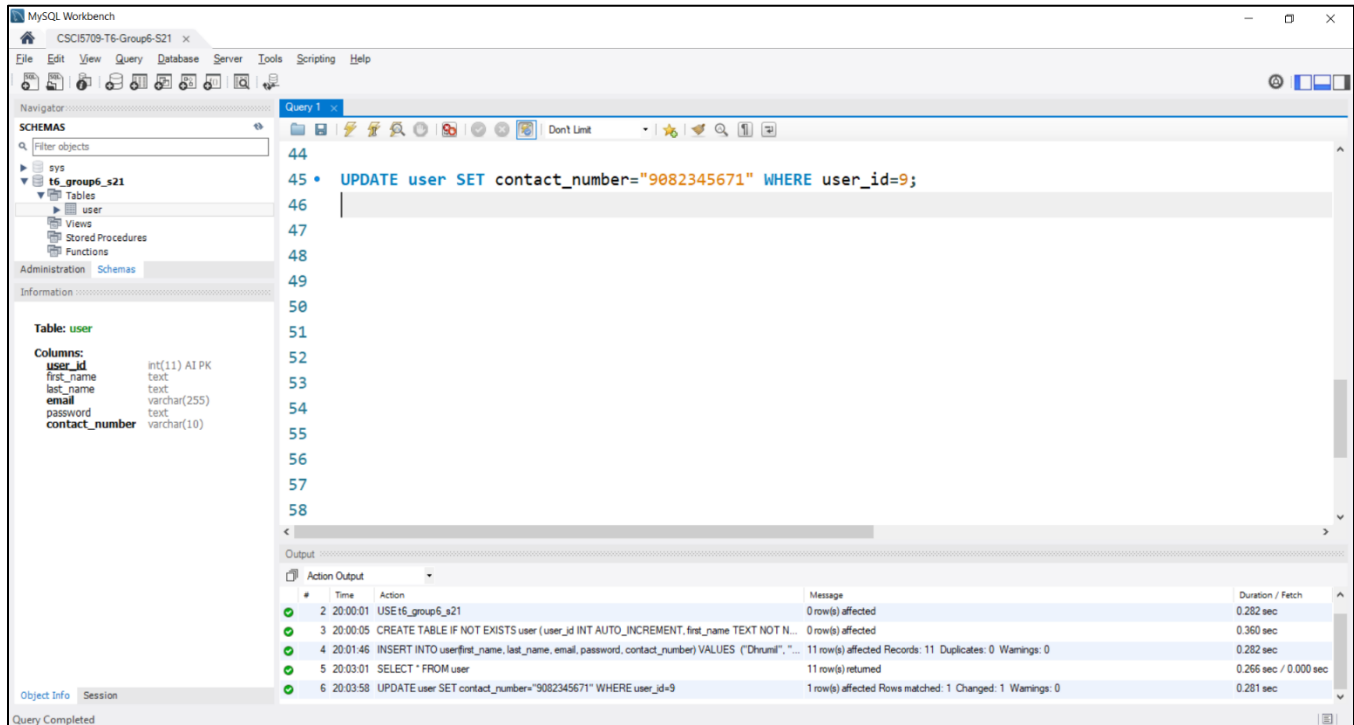 MySQL Workbench
CSCI5709-T6-Group6-S21 ×
File Edit View Query Database Server Tools Scripting Help
Navigator
SCHEMAS
Filter objects
sys
t6_group6_s21
Tables
user
Views
Stored Procedures
Functions
Administration Schemas
Information
Table: user
Columns:
user_id int(11) AI PK
first_name text
last_name text
email varchar(255)
password text
contact_number varchar(10)
Object Info Session
Query 1 ×
Don't Limit
44
45 UPDATE user SET contact_number="9082345671" WHERE user_id=9;
46
47
48
49
50
51
52
53
54
55
56
57
58
Output
Action Output
# Time Action Message Duration / Fetch
2 20:00:01 USE t6_group6_s21 0 row(s) affected 0.282 sec
3 20:00:05 CREATE TABLE IF NOT EXISTS user ( user_id INT AUTO_INCREMENT, first_name TEXT NOT N... 0 row(s) affected 0.360 sec
4 20:01:46 INSERT INTO user(first_name, last_name, email, password, contact_number) VALUES ("Dhrumil", "... 11 row(s) affected Records: 11 Duplicates: 0 Warnings: 0 0.282 sec
5 20:03:01 SELECT * FROM user 11 row(s) returned 0.266 sec / 0.000 sec
6 20:03:58 UPDATE user SET contact_number="9082345671" WHERE user_id=9 1 row(s) affected Rows matched: 1 Changed: 1 Warnings: 0 0.281 sec
Query Completed